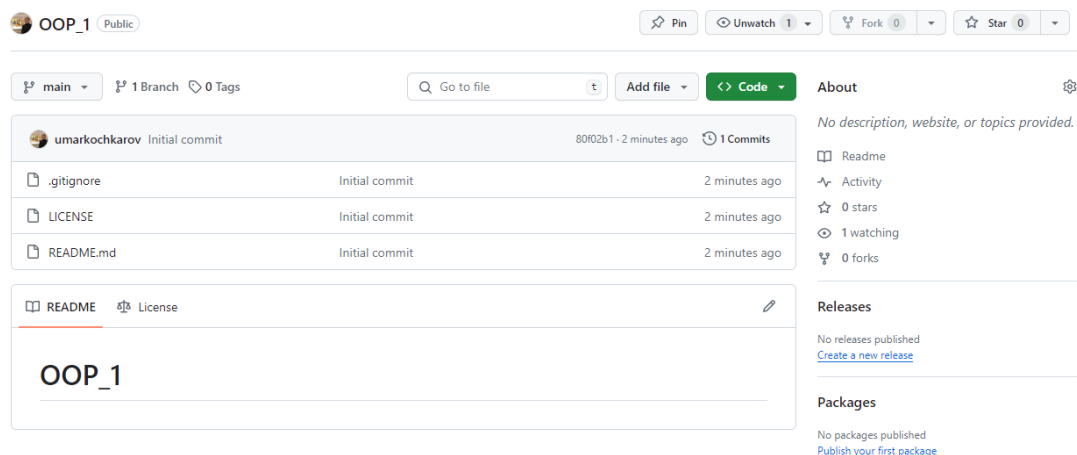 OOP_1 Public Pin Unwatch 1 Fork 0 Star 0
main 1 Branch 0 Tags Go to file t Add file Code
umarkochkarov Initial commit 80f02b1 · 2 minutes ago 1 Commits
.gitignore Initial commit 2 minutes ago
LICENSE Initial commit 2 minutes ago
README.md Initial commit 2 minutes ago
README License
OOP_1
About
No description, website, or topics provided.
Readme
Activity
0 stars
1 watching
0 forks
Releases
No releases published
Create a new release
Packages
No packages published
Publish your first package